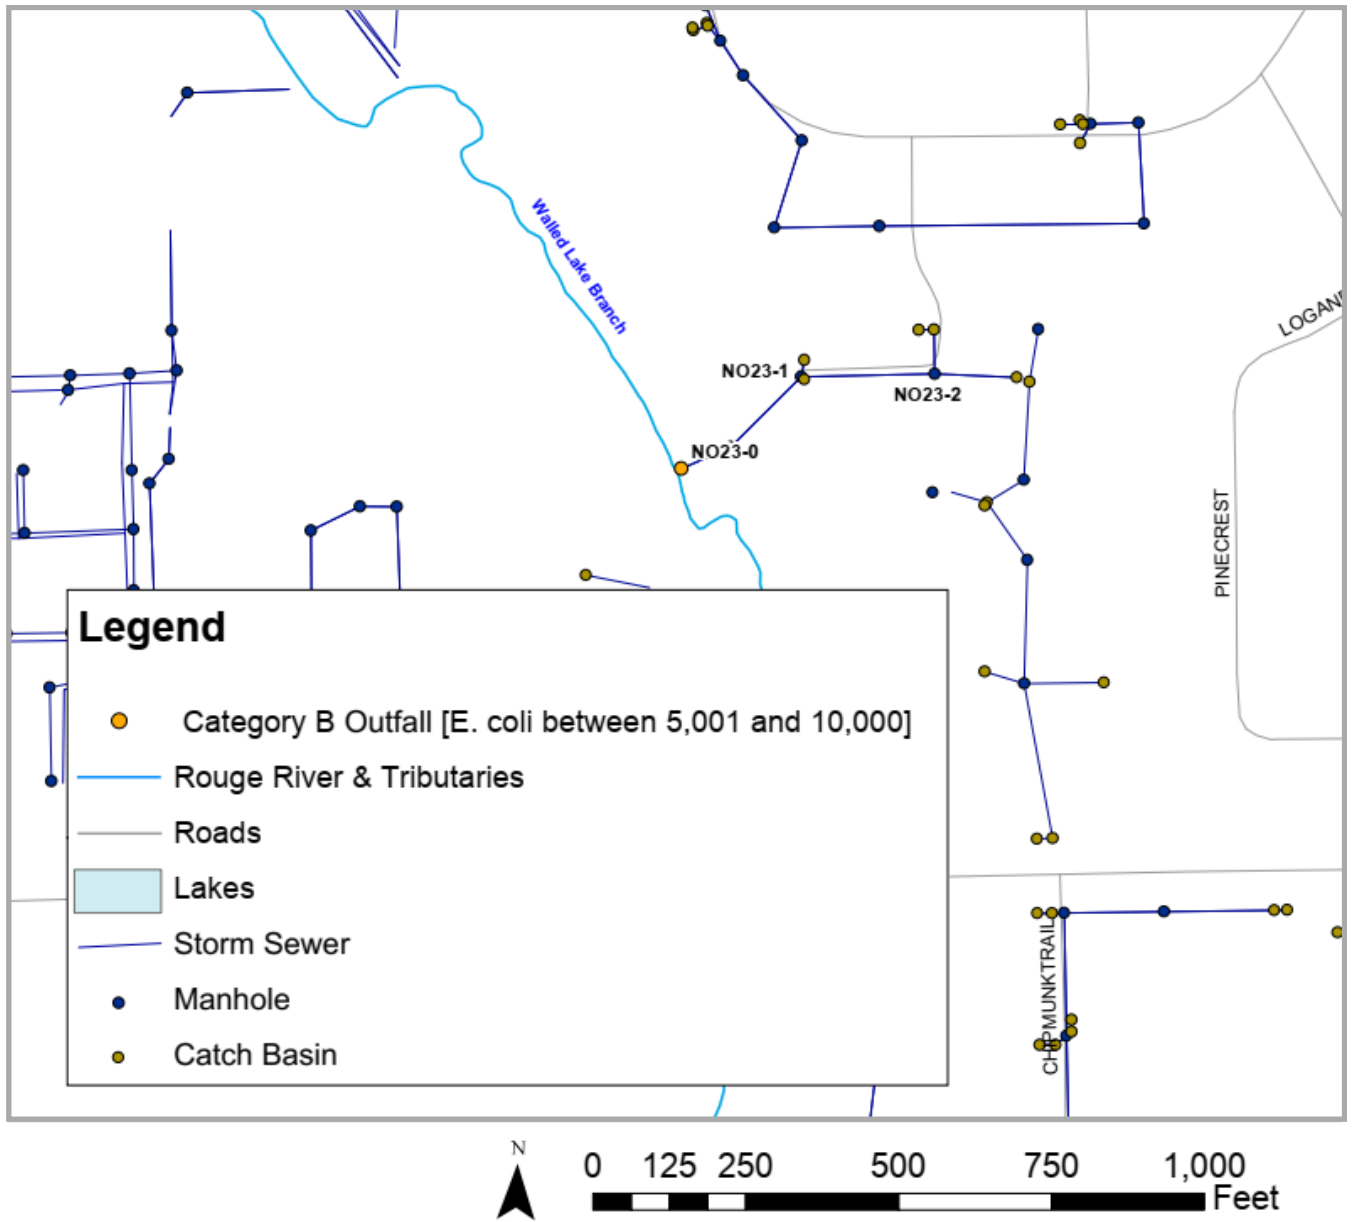 Walled Lake Branch
LOGAN
NO23-1
NO23-2
NO23-0
PINECREST
Legend
Category B Outfall [E. coli between 5,001 and 10,000]
Rouge River & Tributaries
Roads
Lakes
Storm Sewer
Manhole
Catch Basin
CHIPMUNKTRAIL
N
0 125 250 500 750 1,000
Feet